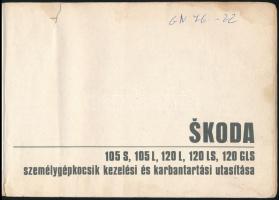 GN 76-22
ŠKODA
105 S, 105 L, 120 L, 120 LS, 120 GLS
személygépkocsik kezelési és karbantartási utasítása